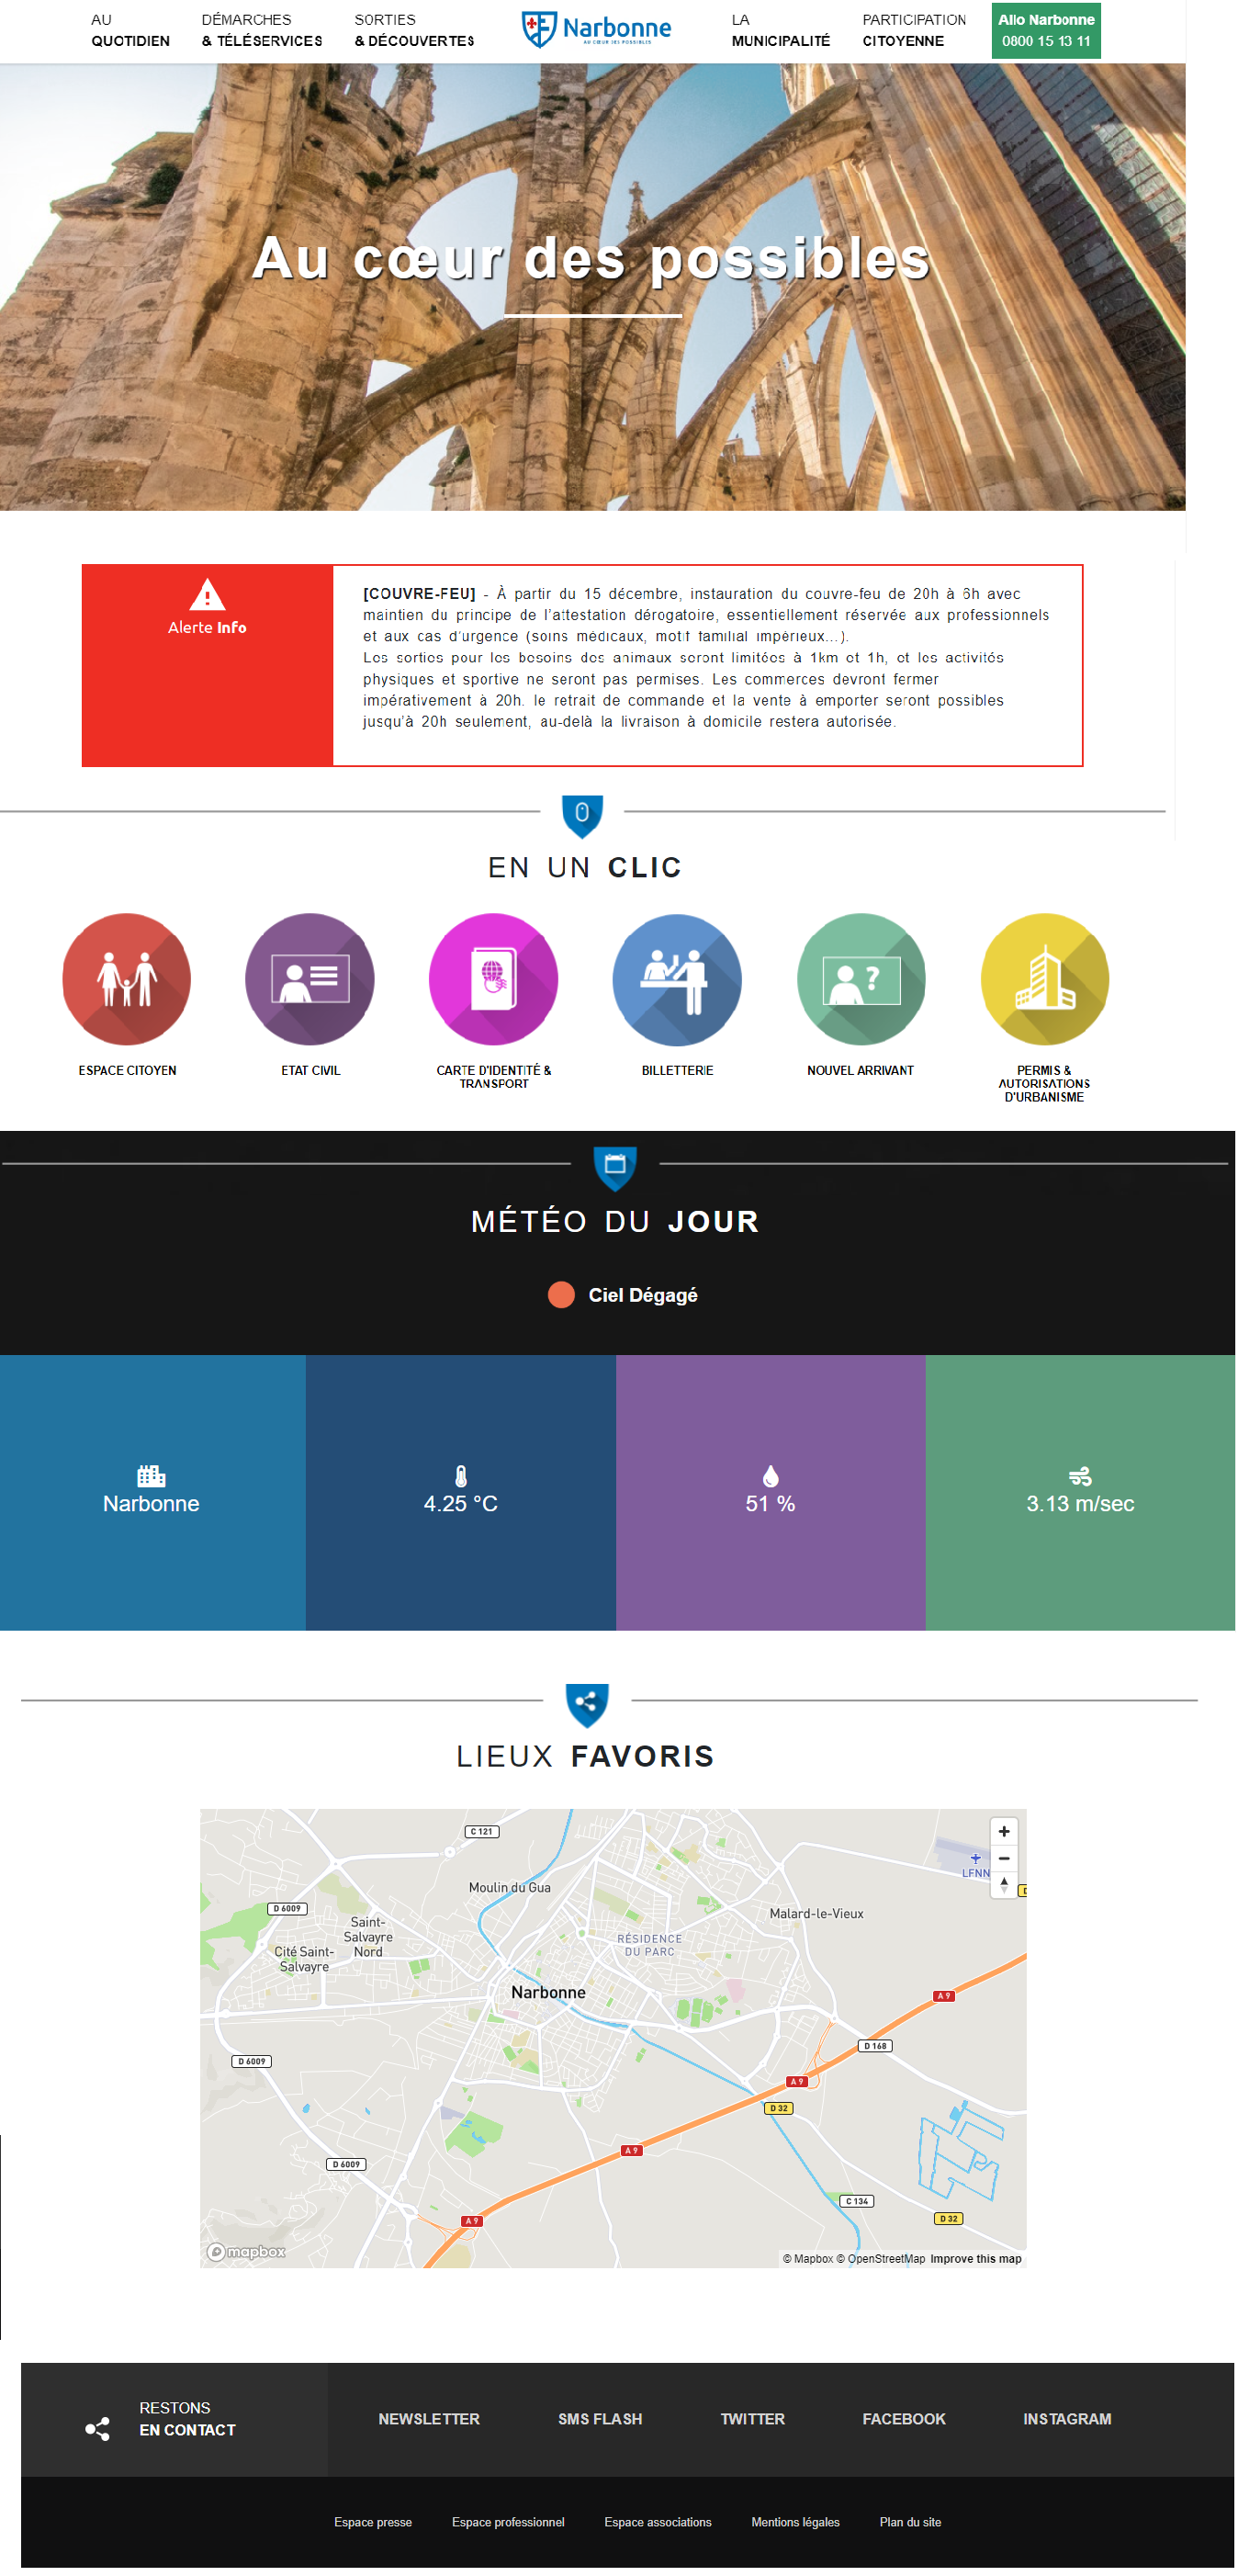 AU
QUOTIDIEN
DÉMARCHES
& TÉLÉSERVICES
SORTIES
& DÉCOUVERTES
Narbonne
AU CŒUR DES POSSIBLES
LA
MUNICIPALITÉ
PARTICIPATION
CITOYENNE
Allo Narbonne
0800 15 13 11
Au cœur des possibles
Alerte Info
[COUVRE-FEU] - À partir du 15 décembre, instauration du couvre-feu de 20h à 6h avec
maintien du principe de l'attestation dérogatoire, essentiellement réservée aux professionnels
et aux cas d'urgence (soins médicaux, motif familial impérieux...).
Les sorties pour les besoins des animaux seront limitées à 1km et 1h, et les activités
physiques et sportive ne seront pas permises. Les commerces devront fermer
impérativement à 20h. le retrait de commande et la vente à emporter seront possibles
jusqu'à 20h seulement, au-delà la livraison à domicile restera autorisée.
EN UN CLIC
ESPACE CITOYEN
ETAT CIVIL
CARTE D'IDENTITÉ &
TRANSPORT
BILLETTERIE
NOUVEL ARRIVANT
PERMIS &
AUTORISATIONS
D'URBANISME
MÉTÉO DU JOUR
Ciel Dégagé
Narbonne
4.25 °C
51 %
3.13 m/sec
LIEUX FAVORIS
C 121
Moulin du Gua
LFNN
D 6009
Saint-
Salvayre
Nord
Cité Saint-
Salvayre
Malard-le-Vieux
RÉSIDENCE
DU PARC
Narbonne
A 9
D 168
D 6009
A 9
D 32
A 9
D 6009
C 134
D 32
A 9
mapbox
© Mapbox © OpenStreetMap Improve this map
RESTONS
EN CONTACT
NEWSLETTER
SMS FLASH
TWITTER
FACEBOOK
INSTAGRAM
Espace presse
Espace professionnel
Espace associations
Mentions légales
Plan du site